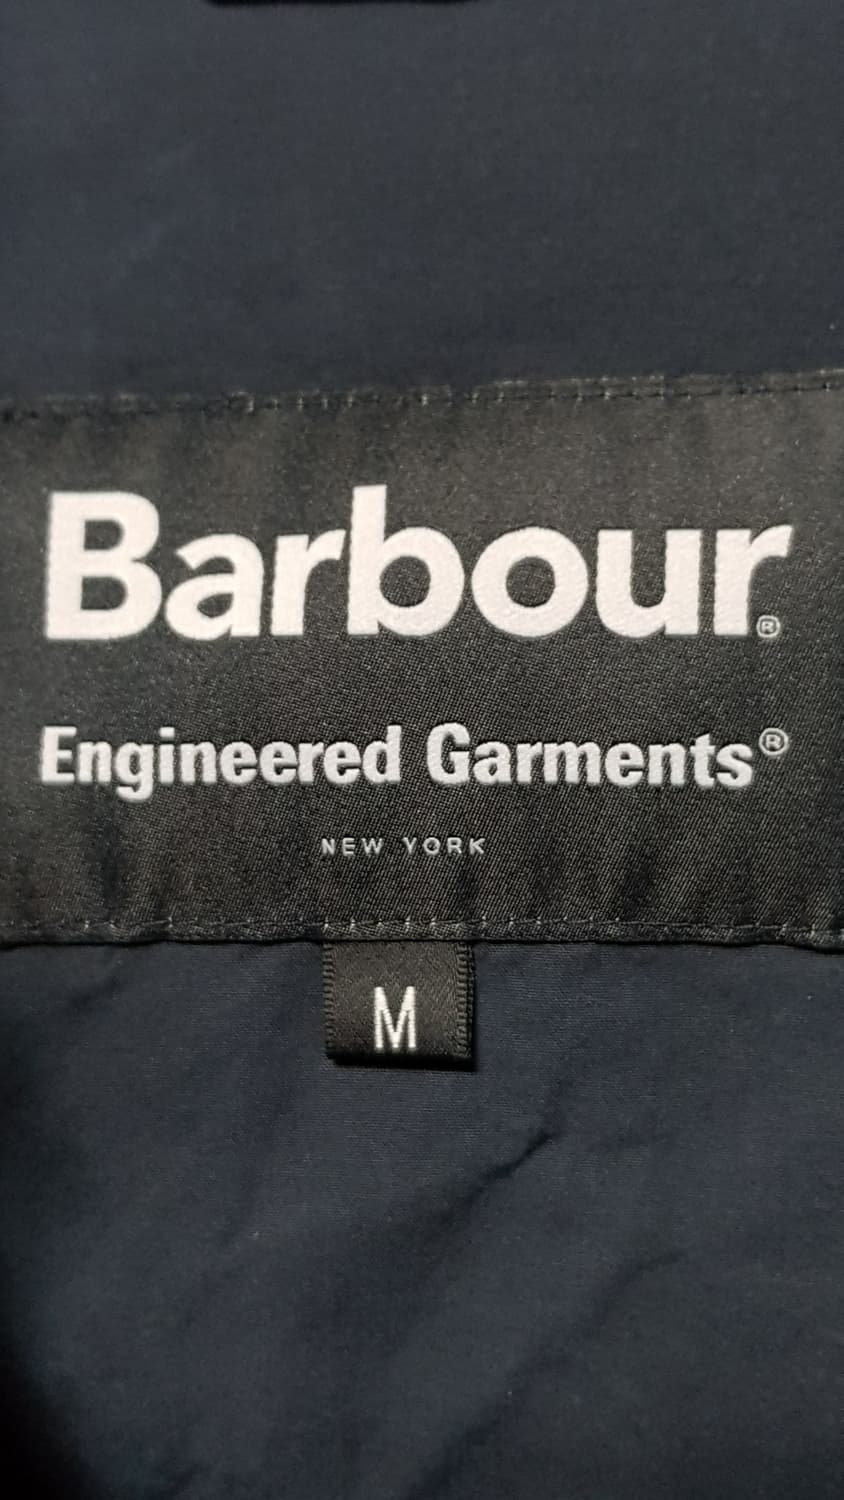 Barbour®
Engineered Garments®
NEW YORK
M